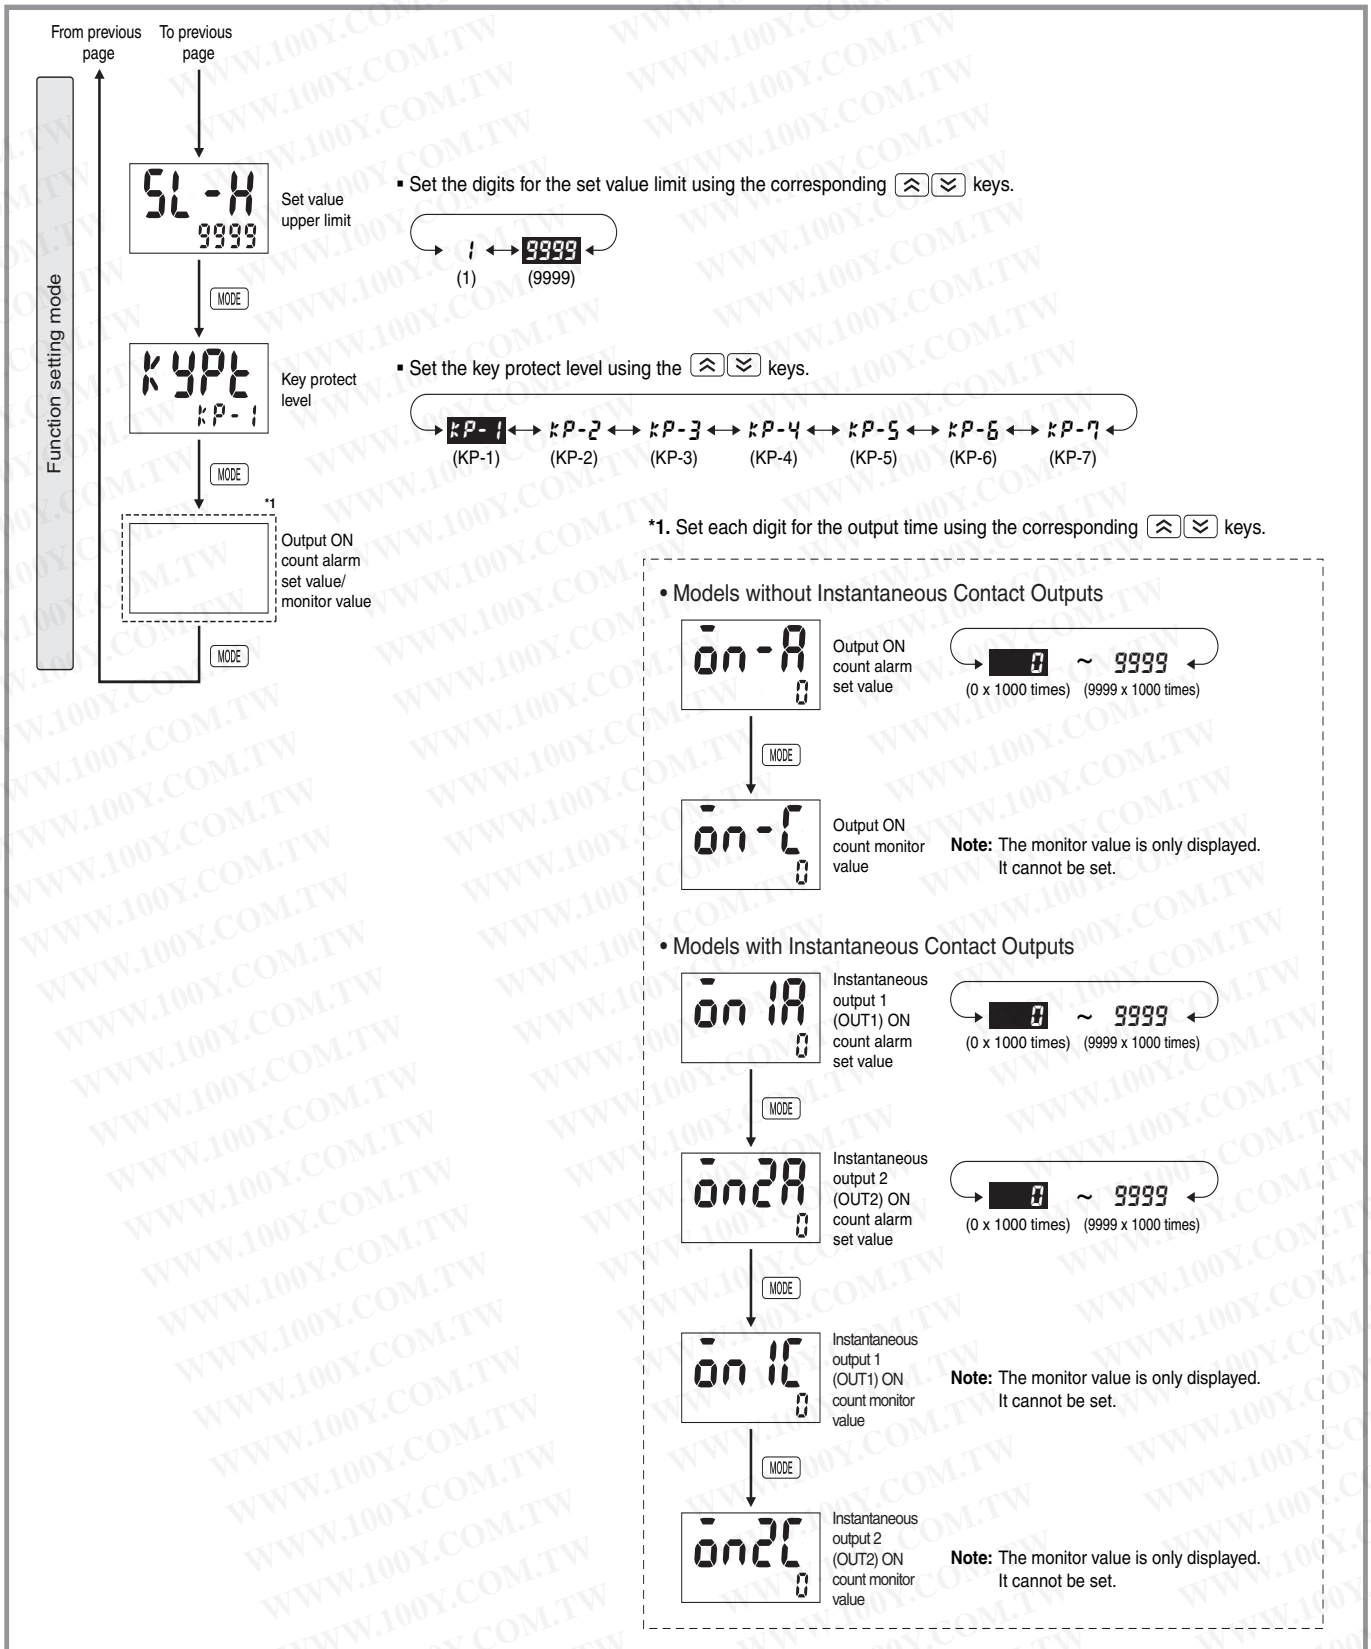 From previous page
To previous page
Function setting mode
SL-H
9999
Set value
upper limit
▪ Set the digits for the set value limit using the corresponding keys.
1 9999
(1) (9999)
MODE
KYPt
KP-1
Key protect
level
▪ Set the key protect level using the keys.
KP-1 KP-2 KP-3 KP-4 KP-5 KP-6 KP-7
(KP-1) (KP-2) (KP-3) (KP-4) (KP-5) (KP-6) (KP-7)
MODE
*1
Output ON
count alarm
set value/
monitor value
MODE
*1. Set each digit for the output time using the corresponding keys.
• Models without Instantaneous Contact Outputs
on-A
0
Output ON
count alarm
set value
0 ~ 9999
(0 x 1000 times) (9999 x 1000 times)
MODE
on-C
0
Output ON
count monitor
value
Note: The monitor value is only displayed.
It cannot be set.
• Models with Instantaneous Contact Outputs
on1A
0
Instantaneous
output 1
(OUT1) ON
count alarm
set value
0 ~ 9999
(0 x 1000 times) (9999 x 1000 times)
MODE
on2A
0
Instantaneous
output 2
(OUT2) ON
count alarm
set value
0 ~ 9999
(0 x 1000 times) (9999 x 1000 times)
MODE
on1C
0
Instantaneous
output 1
(OUT1) ON
count monitor
value
Note: The monitor value is only displayed.
It cannot be set.
MODE
on2C
0
Instantaneous
output 2
(OUT2) ON
count monitor
value
Note: The monitor value is only displayed.
It cannot be set.
WWW.100Y.COM.TW